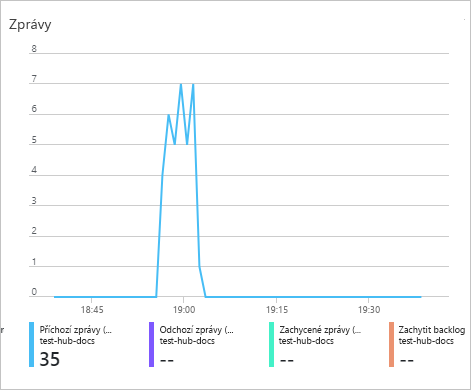 Zprávy
8
7
6
5
4
3
2
1
0
18:45 19:00 19:15 19:30
Příchozí zprávy (... Odchozí zprávy (... Zachycené zprávy (... Zachytit backlog
test-hub-docs test-hub-docs test-hub-docs test-hub-docs
35 -- -- --